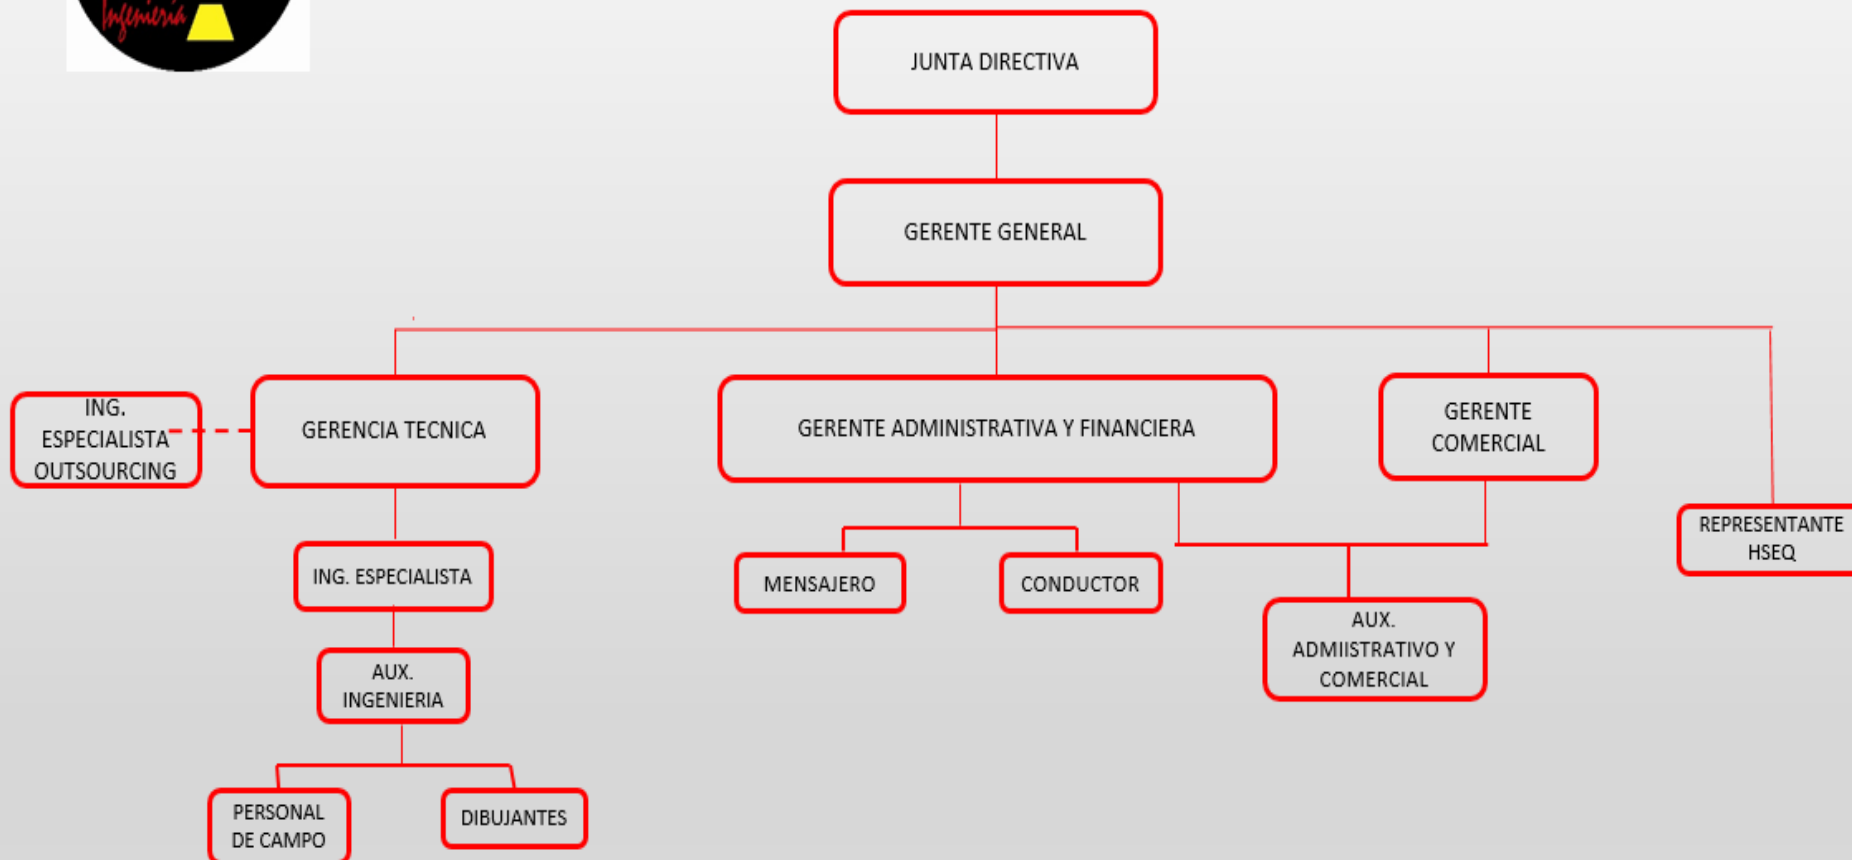 Ingeniería
JUNTA DIRECTIVA
GERENTE GENERAL
ING.
ESPECIALISTA
OUTSOURCING
GERENCIA TECNICA
GERENTE ADMINISTRATIVA Y FINANCIERA
GERENTE
COMERCIAL
REPRESENTANTE
HSEQ
ING. ESPECIALISTA
MENSAJERO
CONDUCTOR
AUX.
ADMIISTRATIVO Y
COMERCIAL
AUX.
INGENIERIA
PERSONAL
DE CAMPO
DIBUJANTES